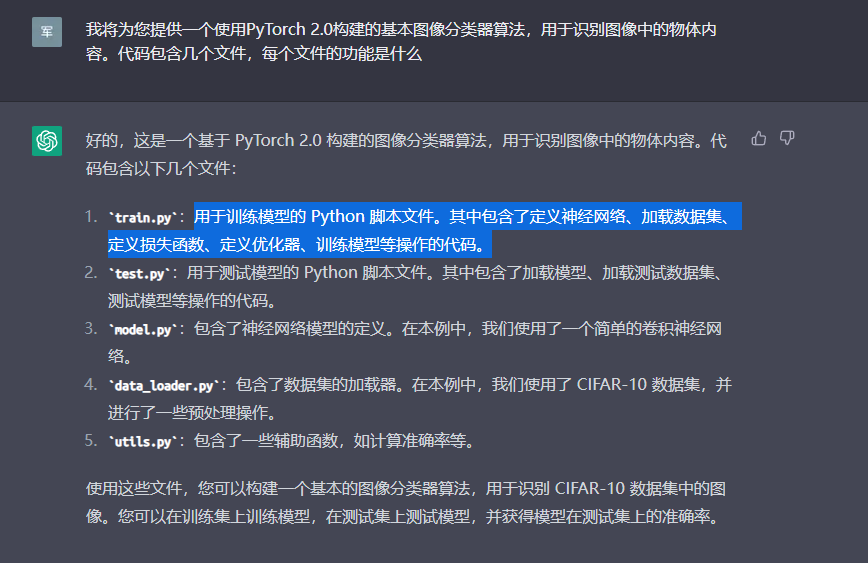 军
我将为您提供一个使用PyTorch 2.0构建的基本图像分类器算法，用于识别图像中的物体内
容。代码包含几个文件，每个文件的功能是什么
好的，这是一个基于 PyTorch 2.0 构建的图像分类器算法，用于识别图像中的物体内容。代
码包含以下几个文件：
1. `train.py`：用于训练模型的 Python 脚本文件。其中包含了定义神经网络、加载数据集、
定义损失函数、定义优化器、训练模型等操作的代码。
2. `test.py`：用于测试模型的 Python 脚本文件。其中包含了加载模型、加载测试数据集、
测试模型等操作的代码。
3. `model.py`：包含了神经网络模型的定义。在本例中，我们使用了一个简单的卷积神经网
络。
4. `data_loader.py`：包含了数据集的加载器。在本例中，我们使用了 CIFAR-10 数据集，并
进行了一些预处理操作。
5. `utils.py`：包含了一些辅助函数，如计算准确率等。
使用这些文件，您可以构建一个基本的图像分类器算法，用于识别 CIFAR-10 数据集中的图
像。您可以在训练集上训练模型，在测试集上测试模型，并获得模型在测试集上的准确率。